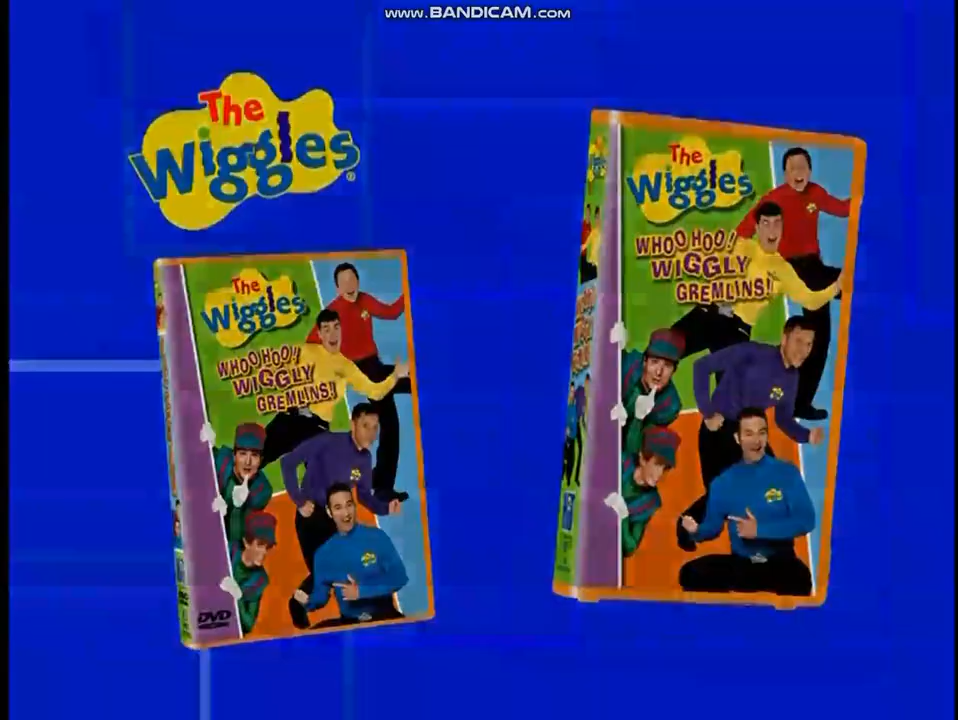 www.BANDICAM.com
The
Wiggles
®
The
Wiggles
WHOO HOO!
WIGGLY
GREMLINS!
DVD
The
Wiggles
WHOO HOO!
WIGGLY
GREMLINS!